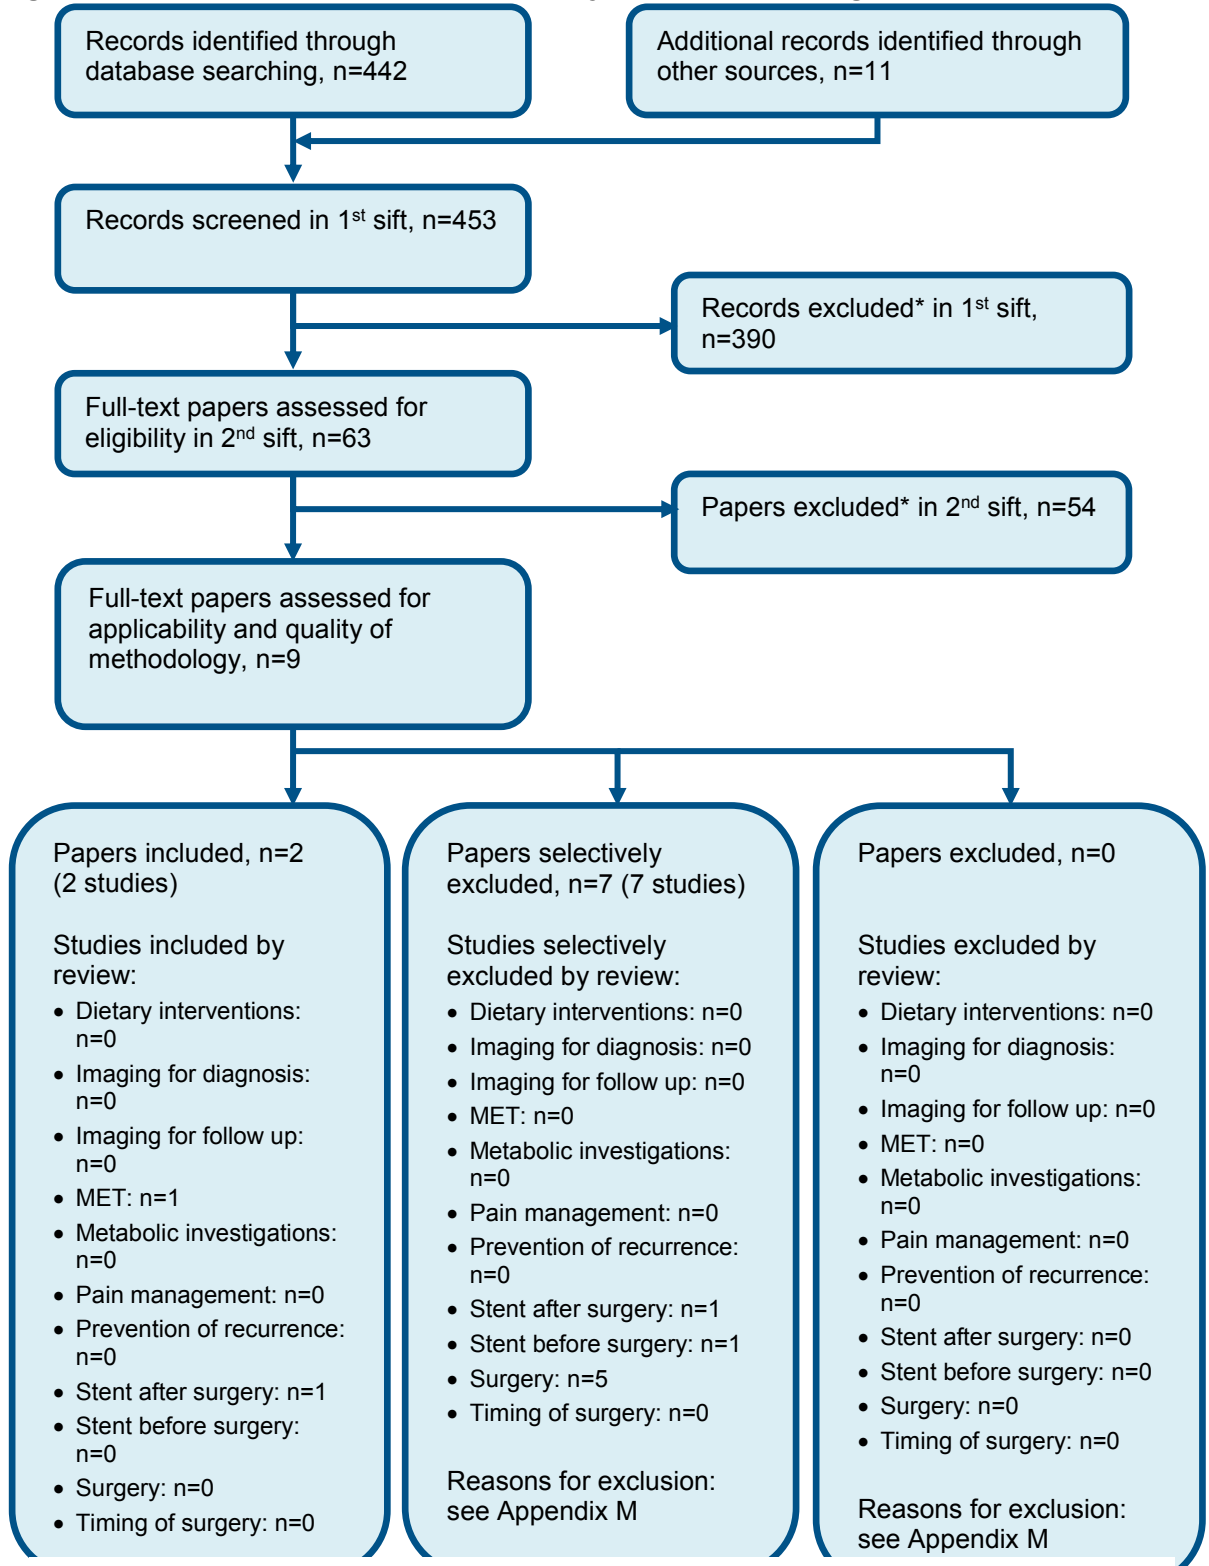 Records identified through
database searching, n=442
Additional records identified through
other sources, n=11
Records screened in 1st sift, n=453
Records excluded* in 1st sift,
n=390
Full-text papers assessed for
eligibility in 2nd sift, n=63
Papers excluded* in 2nd sift, n=54
Full-text papers assessed for
applicability and quality of
methodology, n=9
Papers included, n=2
(2 studies)
Studies included by
review:
• Dietary interventions:
n=0
• Imaging for diagnosis:
n=0
• Imaging for follow up:
n=0
• MET: n=1
• Metabolic investigations:
n=0
• Pain management: n=0
• Prevention of recurrence:
n=0
• Stent after surgery: n=1
• Stent before surgery:
n=0
• Surgery: n=0
• Timing of surgery: n=0
Papers selectively
excluded, n=7 (7 studies)
Studies selectively
excluded by review:
• Dietary interventions: n=0
• Imaging for diagnosis: n=0
• Imaging for follow up: n=0
• MET: n=0
• Metabolic investigations:
n=0
• Pain management: n=0
• Prevention of recurrence:
n=0
• Stent after surgery: n=1
• Stent before surgery: n=1
• Surgery: n=5
• Timing of surgery: n=0
Reasons for exclusion:
see Appendix M
Papers excluded, n=0
Studies excluded by
review:
• Dietary interventions: n=0
• Imaging for diagnosis:
n=0
• Imaging for follow up: n=0
• MET: n=0
• Metabolic investigations:
n=0
• Pain management: n=0
• Prevention of recurrence:
n=0
• Stent after surgery: n=0
• Stent before surgery: n=0
• Surgery: n=0
• Timing of surgery: n=0
Reasons for exclusion:
see Appendix M